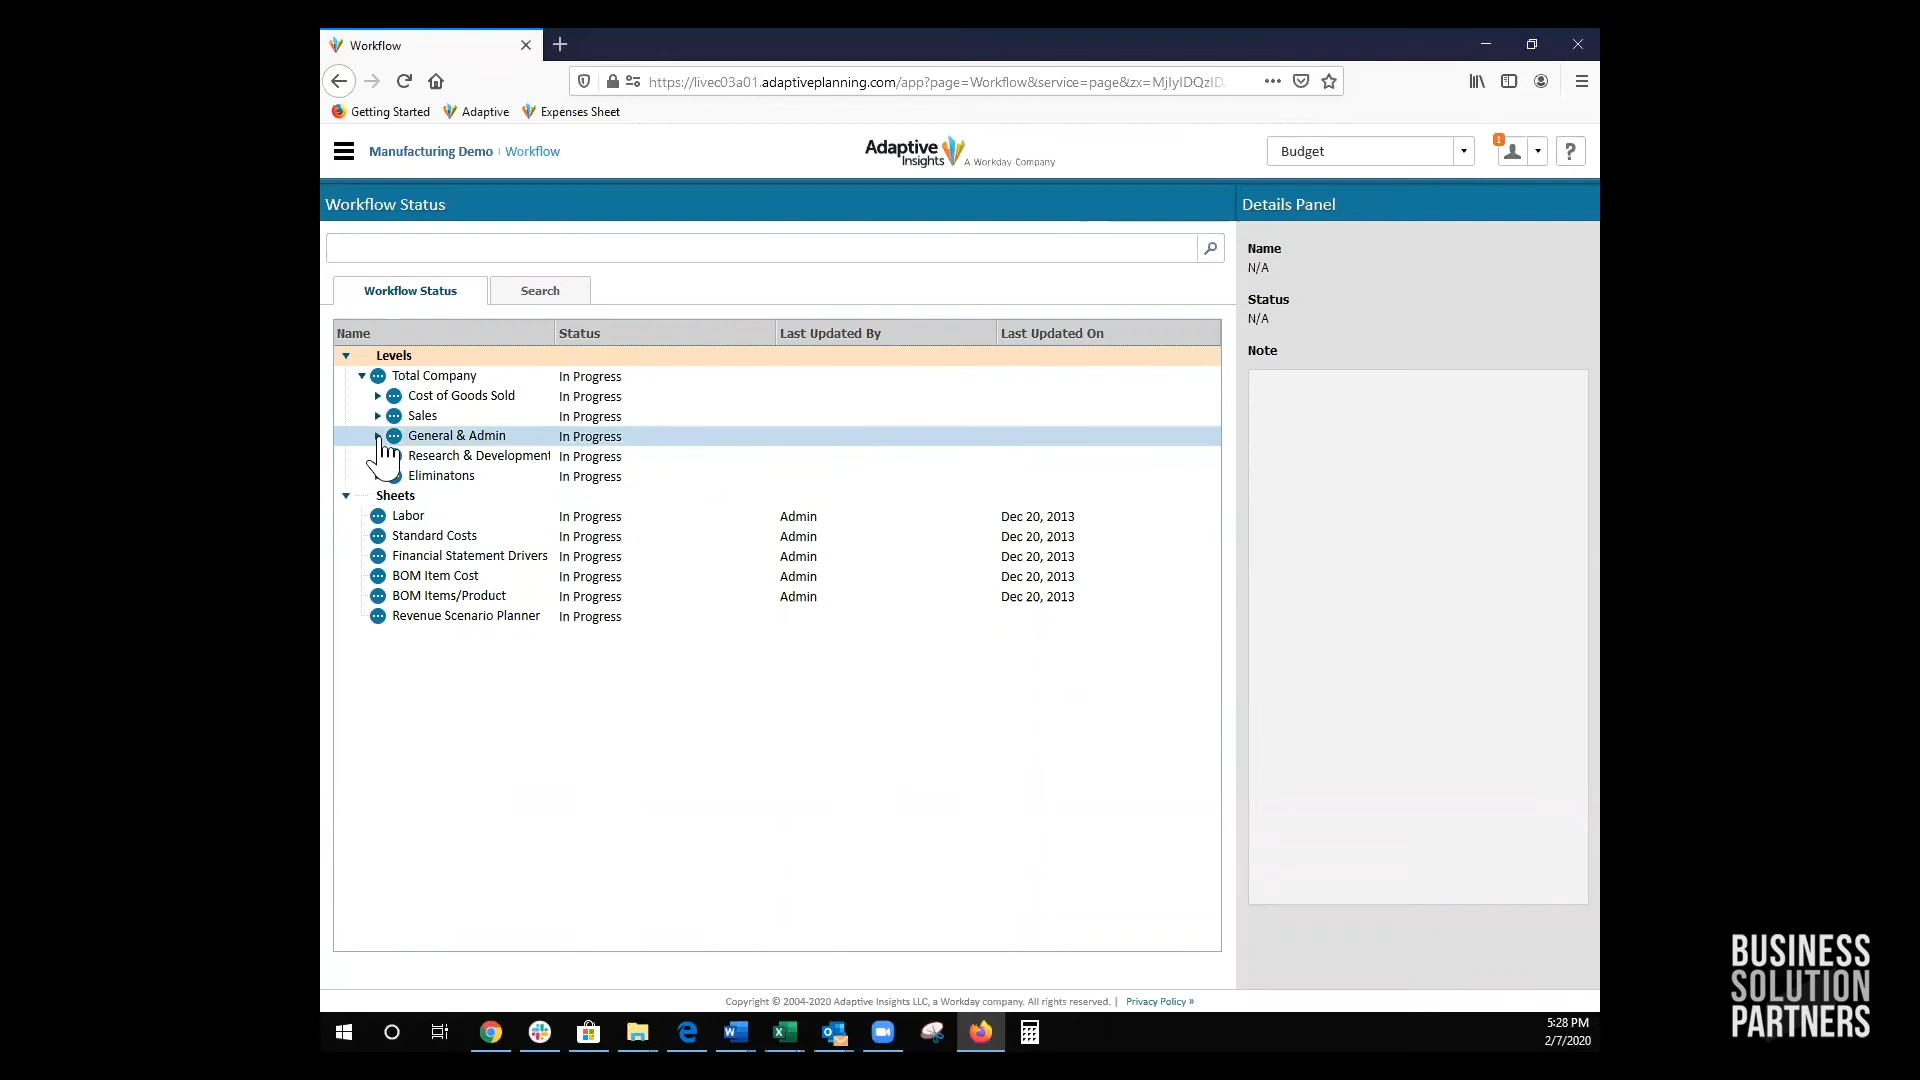 Workflow
https://livec03a01.adaptiveplanning.com/app?page=Workflow&service=page&zx=MjIyIDQzID.
Getting Started Adaptive Expenses Sheet
Manufacturing Demo Workflow
Adaptive
Insights A Workday Company
Budget
1
?
Workflow Status
Details Panel
Workflow Status Search
Name Status Last Updated By Last Updated On
Levels
Total Company In Progress
Cost of Goods Sold In Progress
Sales In Progress
General & Admin In Progress
Research & Development In Progress
Eliminatons In Progress
Sheets
Labor In Progress Admin Dec 20, 2013
Standard Costs In Progress Admin Dec 20, 2013
Financial Statement Drivers In Progress Admin Dec 20, 2013
BOM Item Cost In Progress Admin Dec 20, 2013
BOM Items/Product In Progress Admin Dec 20, 2013
Revenue Scenario Planner In Progress
Name
N/A
Status
N/A
Note
Copyright © 2004-2020 Adaptive Insights LLC, a Workday company. All rights reserved. | Privacy Policy »
5:28 PM
2/7/2020
BUSINESS
SOLUTION
PARTNERS